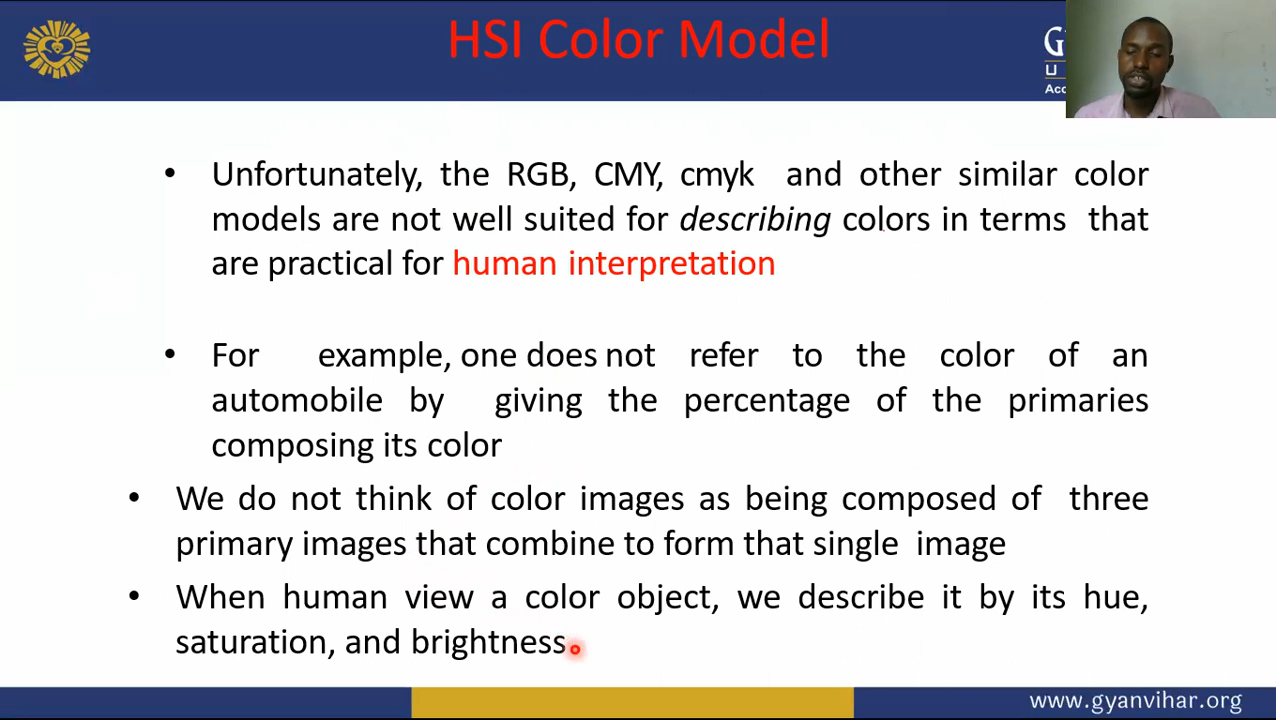 HSI Color Model
G
U
Acc
Unfortunately, the RGB, CMY, cmyk and other similar color
models are not well suited for describing colors in terms that
are practical for human interpretation
For example, one does not refer to the color of an
automobile by giving the percentage of the primaries
composing its color
We do not think of color images as being composed of three
primary images that combine to form that single image
When human view a color object, we describe it by its hue,
saturation, and brightness.
www.gyanvihar.org